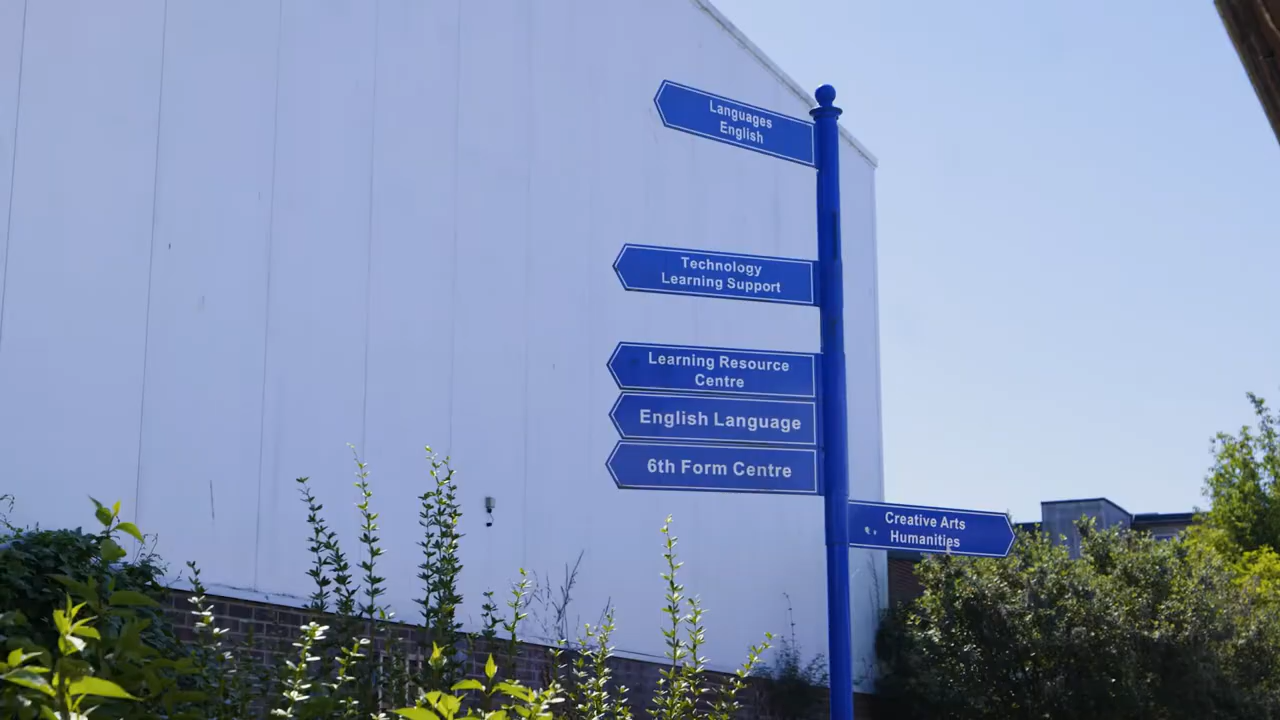 Languages
English
Technology
Learning Support
Learning Resource
Centre
English Language
6th Form Centre
Creative Arts
Humanities